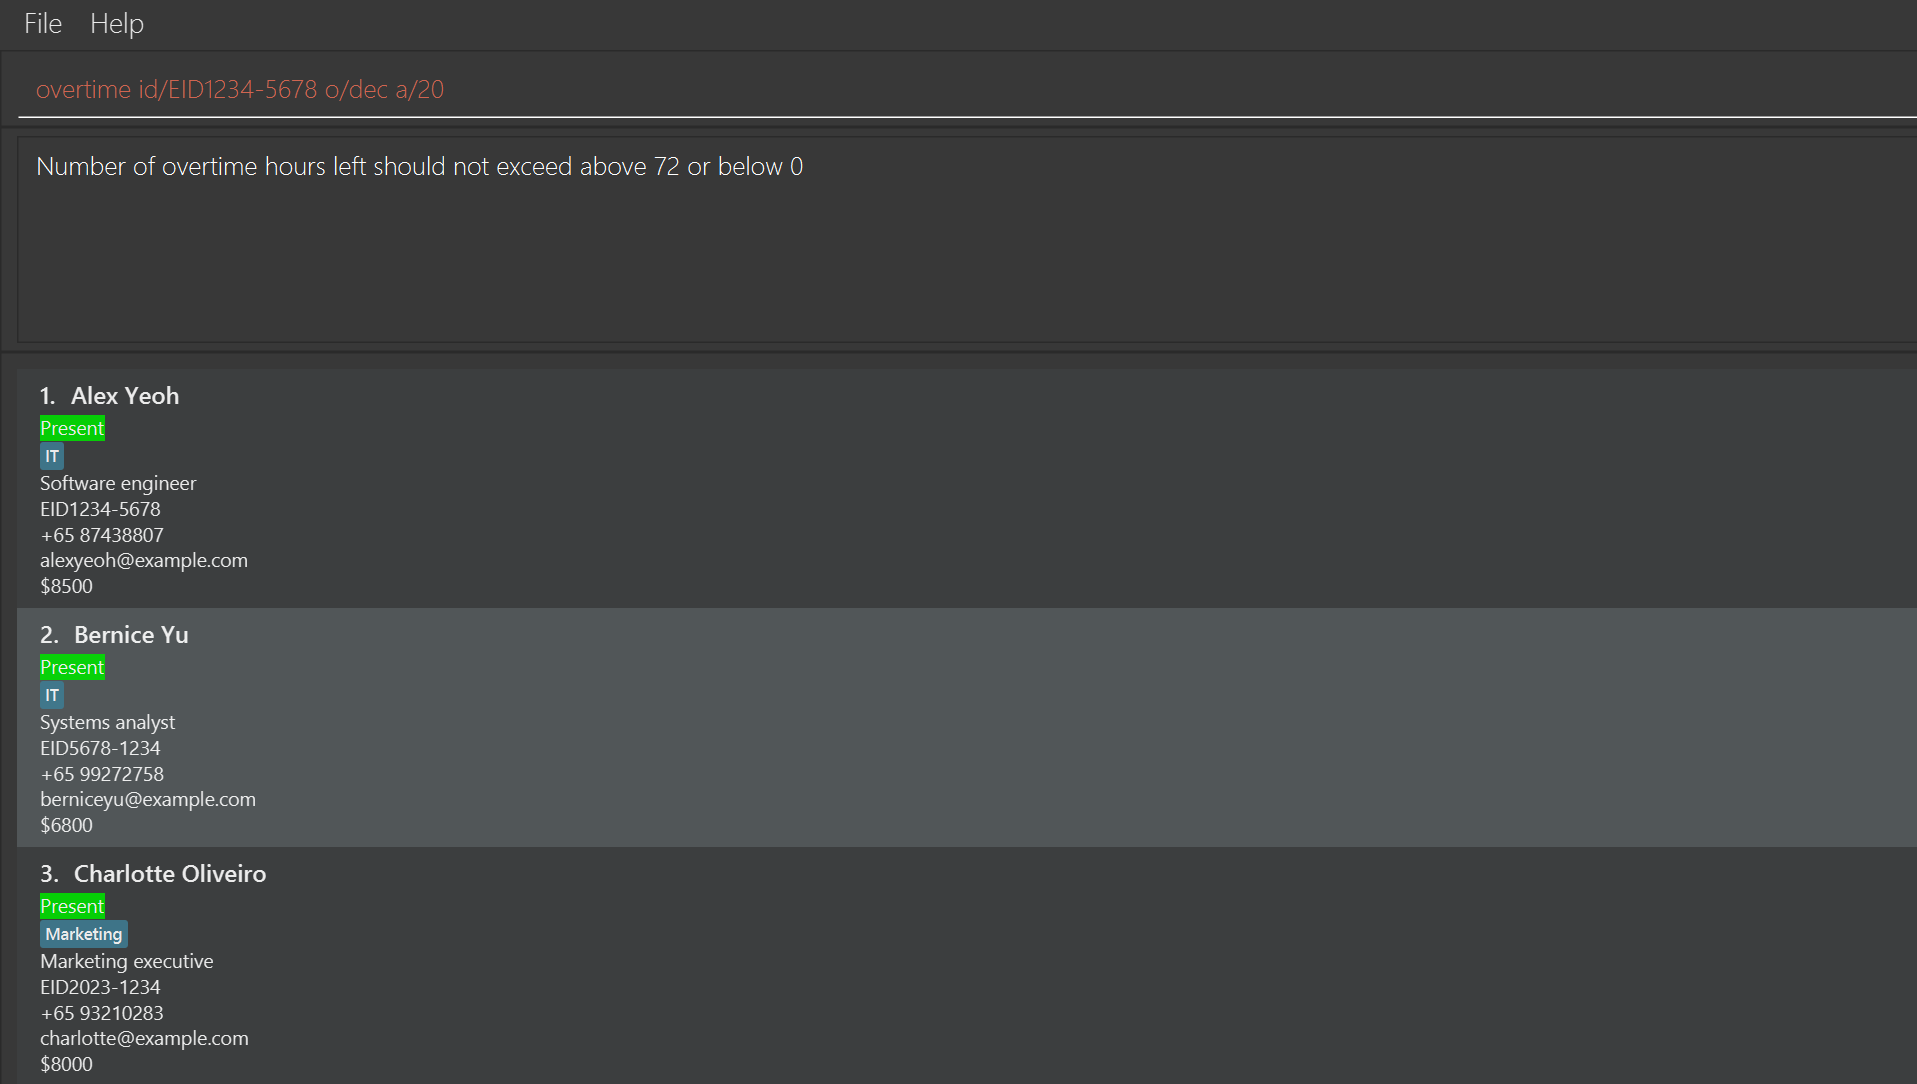 File Help
overtime id/EID1234-5678 o/dec a/20
Number of overtime hours left should not exceed above 72 or below 0
1. Alex Yeoh
Present
IT
Software engineer
EID1234-5678
+65 87438807
alexyeoh@example.com
$8500
2. Bernice Yu
Present
IT
Systems analyst
EID5678-1234
+65 99272758
berniceyu@example.com
$6800
3. Charlotte Oliveiro
Present
Marketing
Marketing executive
EID2023-1234
+65 93210283
charlotte@example.com
$8000